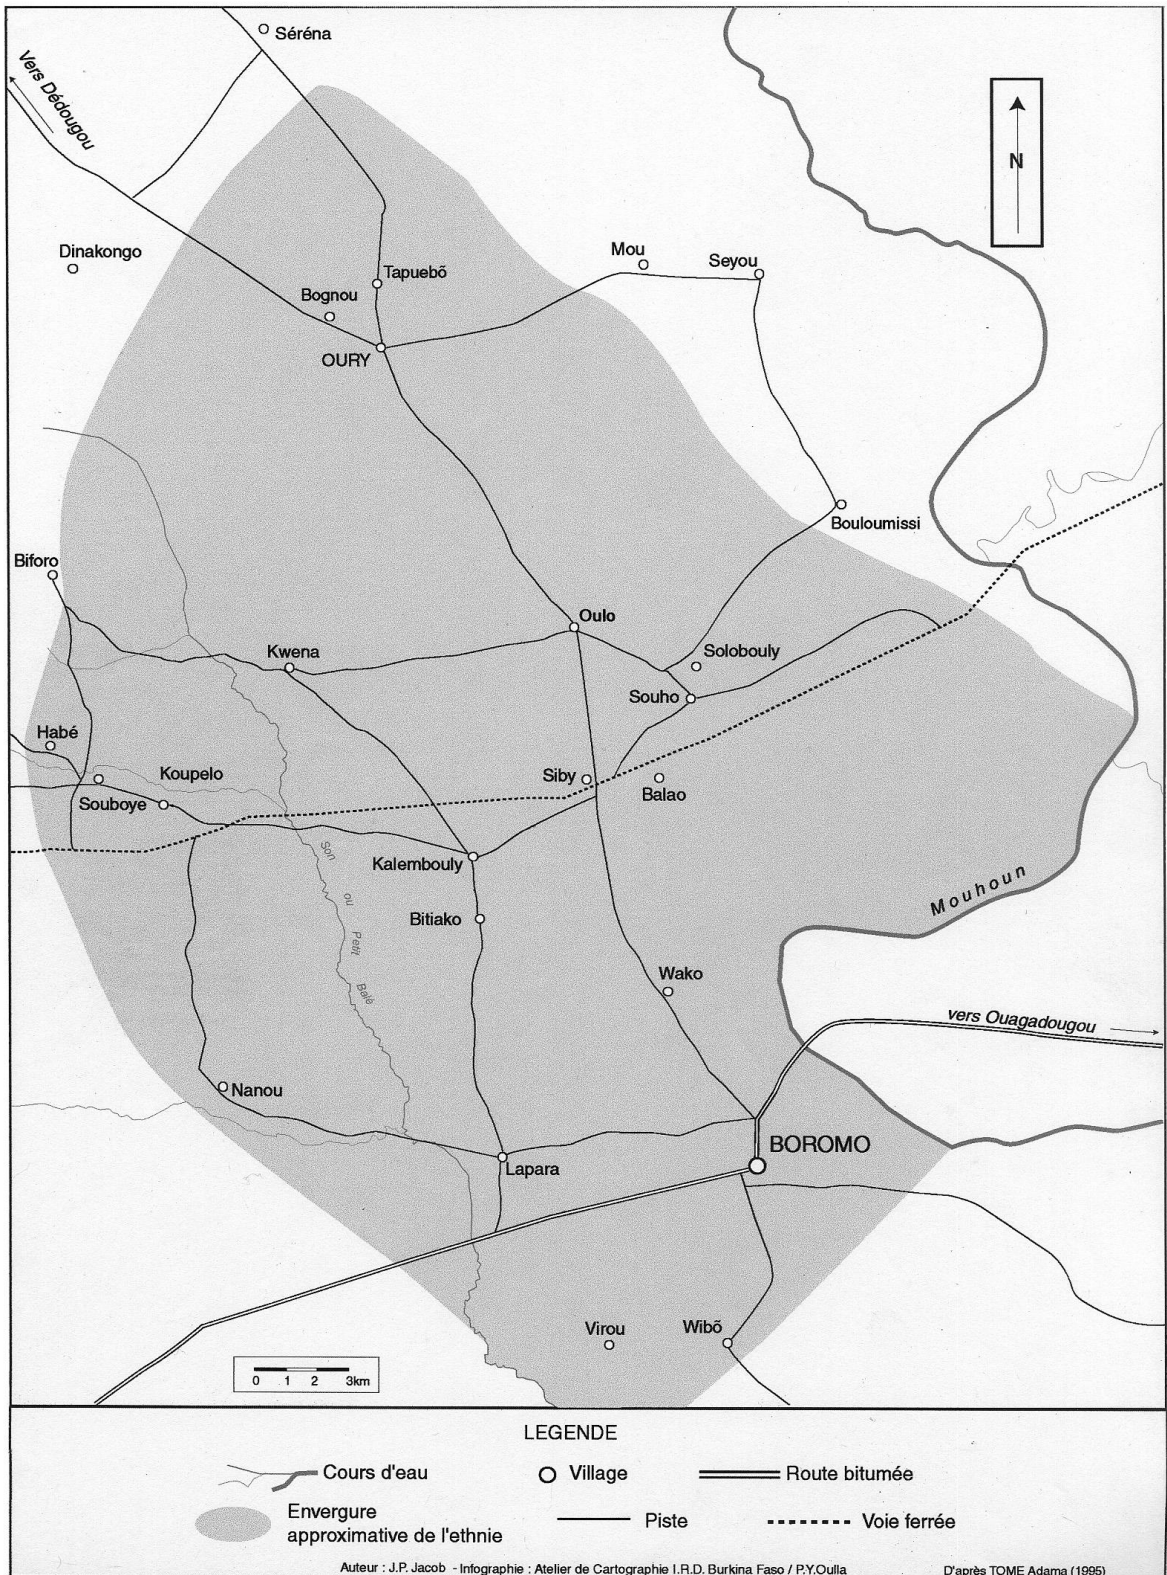 Séréna
Vers Dédougou
N
Dinakongo
Mou
Seyou
Tapuebõ
Bognou
OURY
Bouloumissi
Biforo
Oulo
Kwena
Solobouly
Souho
Habé
Koupelo
Siby
Balao
Souboye
Kalembouly
Son
ou
Petit
Balé
Bitiako
Mouhoun
Wako
vers Ouagadougou
Nanou
BOROMO
Lapara
Virou
Wibõ
0 1 2 3km
LEGENDE
Cours d'eau
Village
Route bitumée
Envergure
approximative de l'ethnie
Piste
Voie ferrée
Auteur : J.P. Jacob - Infographie : Atelier de Cartographie I.R.D. Burkina Faso / P.Y.Oulla
D'après TOME Adama (1995)